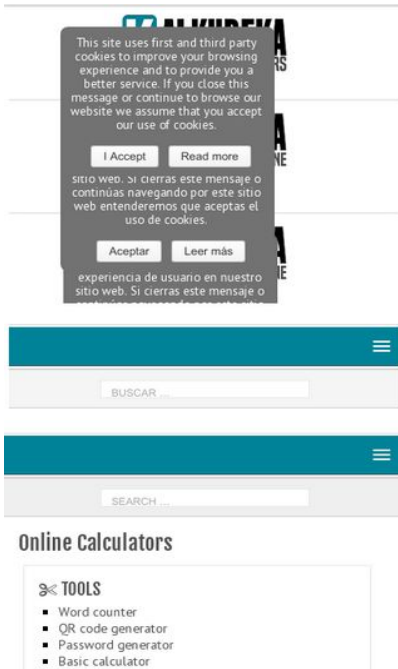 This site uses first and third party
cookies to improve your browsing
experience and to provide you a
better service. If you close this
message or continue to browse our
website we assume that you accept
our use of cookies.
I Accept Read more
sitio web. Si cierras este mensaje o
continúas navegando por este sitio
web entenderemos que aceptas el
uso de cookies.
Aceptar Leer más
experiencia de usuario en nuestro
sitio web. Si cierras este mensaje o
BUSCAR ...
SEARCH ...
Online Calculators
TOOLS
Word counter
QR code generator
Password generator
Basic calculator